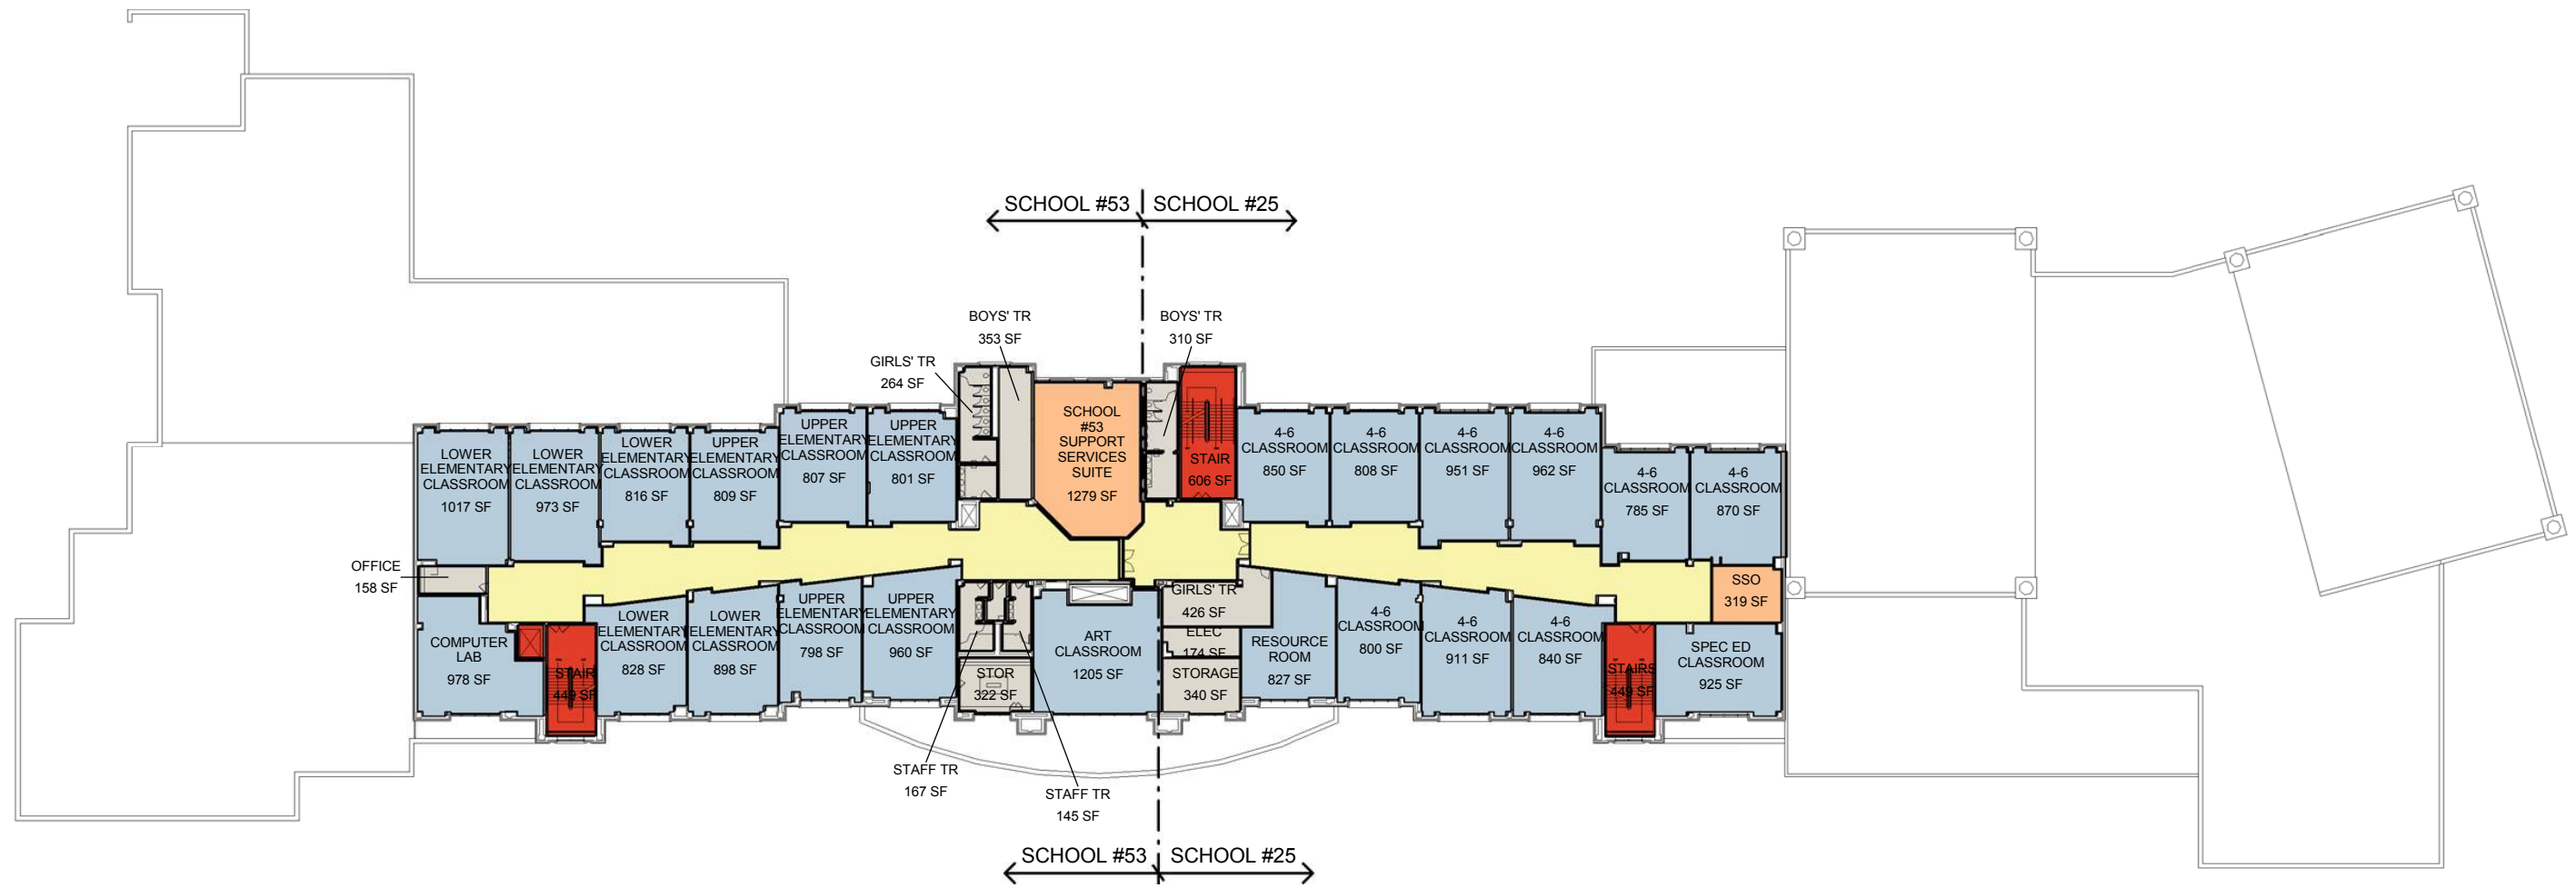 SCHOOL #53
SCHOOL #25
BOYS' TR
353 SF
BOYS' TR
310 SF
GIRLS' TR
264 SF
LOWER
ELEMENTARY
CLASSROOM
1017 SF
LOWER
ELEMENTARY
CLASSROOM
973 SF
LOWER
ELEMENTARY
CLASSROOM
816 SF
UPPER
ELEMENTARY
CLASSROOM
809 SF
UPPER
ELEMENTARY
CLASSROOM
807 SF
UPPER
ELEMENTARY
CLASSROOM
801 SF
SCHOOL
#53
SUPPORT
SERVICES
SUITE
1279 SF
STAIR
606 SF
4-6
CLASSROOM
850 SF
4-6
CLASSROOM
808 SF
4-6
CLASSROOM
951 SF
4-6
CLASSROOM
962 SF
4-6
CLASSROOM
785 SF
4-6
CLASSROOM
870 SF
OFFICE
158 SF
COMPUTER
LAB
978 SF
STAIR
449 SF
LOWER
ELEMENTARY
CLASSROOM
828 SF
LOWER
ELEMENTARY
CLASSROOM
898 SF
UPPER
ELEMENTARY
CLASSROOM
798 SF
UPPER
ELEMENTARY
CLASSROOM
960 SF
STOR
322 SF
ART
CLASSROOM
1205 SF
GIRLS' TR
426 SF
ELEC
174 SF
STORAGE
340 SF
RESOURCE
ROOM
827 SF
4-6
CLASSROOM
800 SF
4-6
CLASSROOM
911 SF
4-6
CLASSROOM
840 SF
STAIRS
449 SF
SSO
319 SF
SPEC ED
CLASSROOM
925 SF
STAFF TR
167 SF
STAFF TR
145 SF
SCHOOL #53
SCHOOL #25